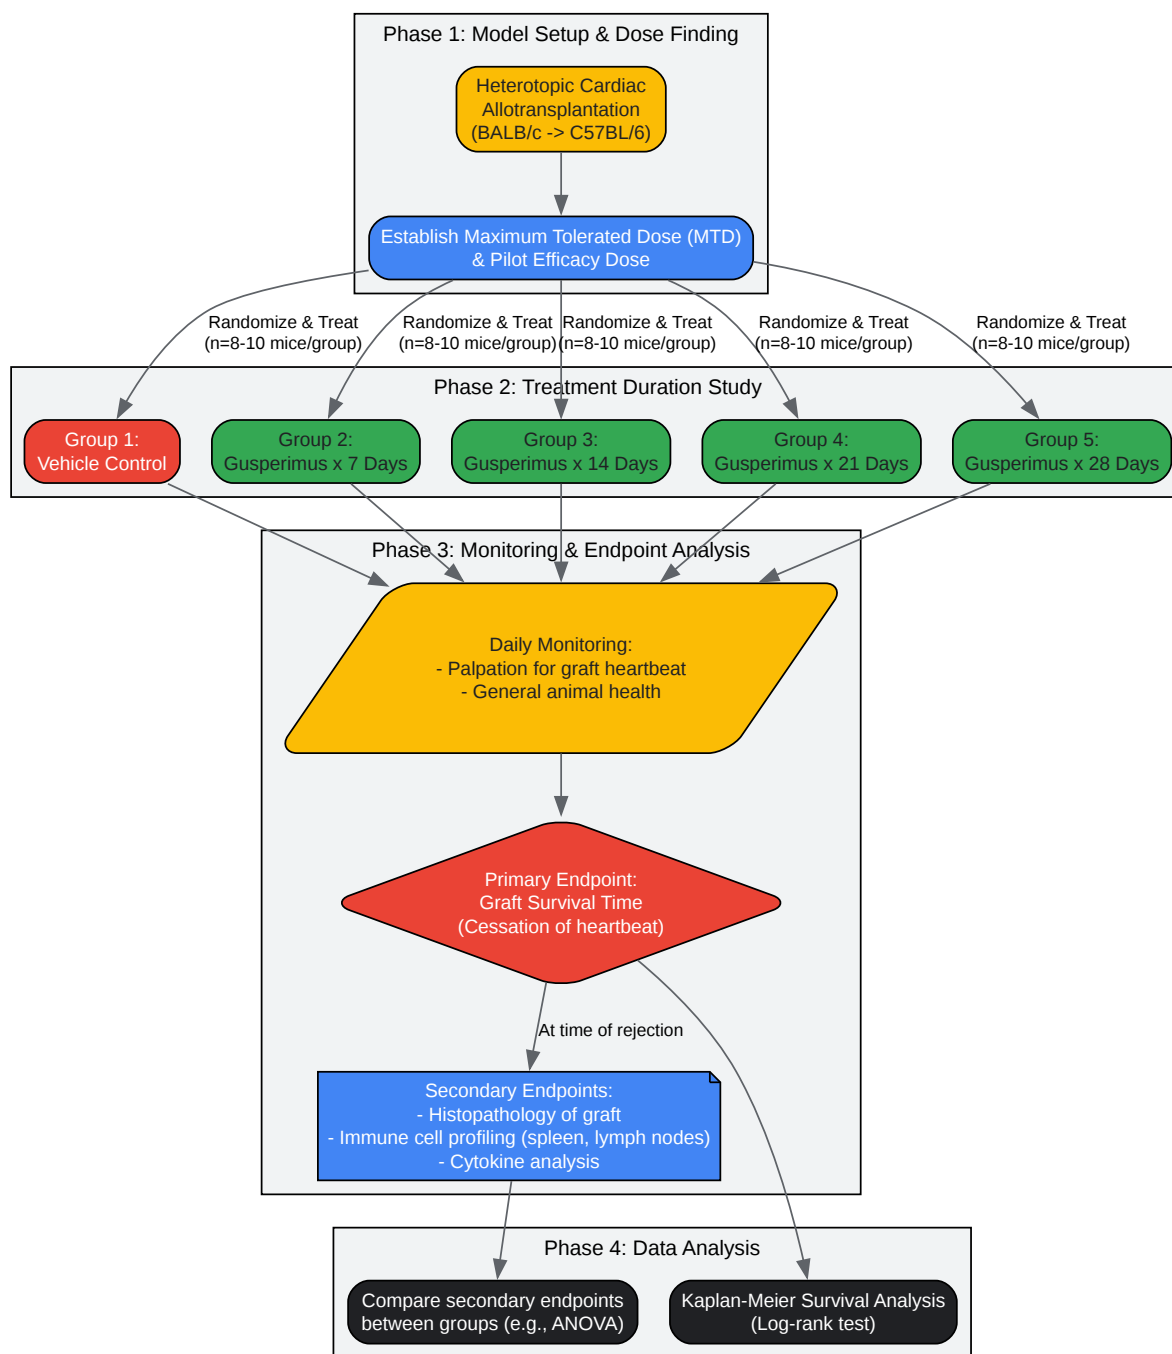 Phase 1: Model Setup & Dose Finding
Heterotopic Cardiac
Allotransplantation
(BALB/c -> C57BL/6)
Establish Maximum Tolerated Dose (MTD)
& Pilot Efficacy Dose
Randomize & Treat
(n=8-10 mice/group)
Randomize & Treat
(n=8-10 mice/group)
Randomize & Treat
(n=8-10 mice/group)
Randomize & Treat
(n=8-10 mice/group)
Randomize & Treat
(n=8-10 mice/group)
Phase 2: Treatment Duration Study
Group 1:
Vehicle Control
Group 2:
Gusperimus x 7 Days
Group 3:
Gusperimus x 14 Days
Group 4:
Gusperimus x 21 Days
Group 5:
Gusperimus x 28 Days
Phase 3: Monitoring & Endpoint Analysis
Daily Monitoring:
- Palpation for graft heartbeat
- General animal health
Primary Endpoint:
Graft Survival Time
(Cessation of heartbeat)
At time of rejection
Secondary Endpoints:
- Histopathology of graft
- Immune cell profiling (spleen, lymph nodes)
- Cytokine analysis
Phase 4: Data Analysis
Compare secondary endpoints
between groups (e.g., ANOVA)
Kaplan-Meier Survival Analysis
(Log-rank test)